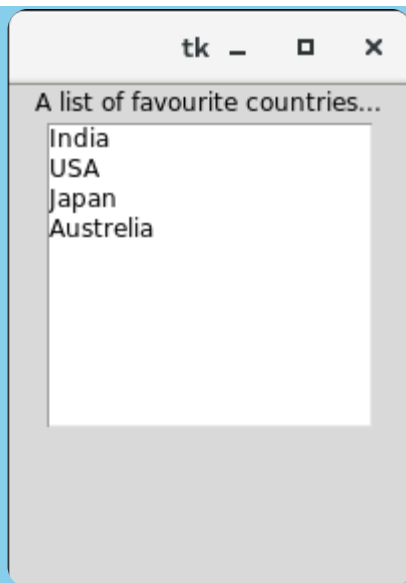 tk
A list of favourite countries...
India
USA
Japan
Austrelia